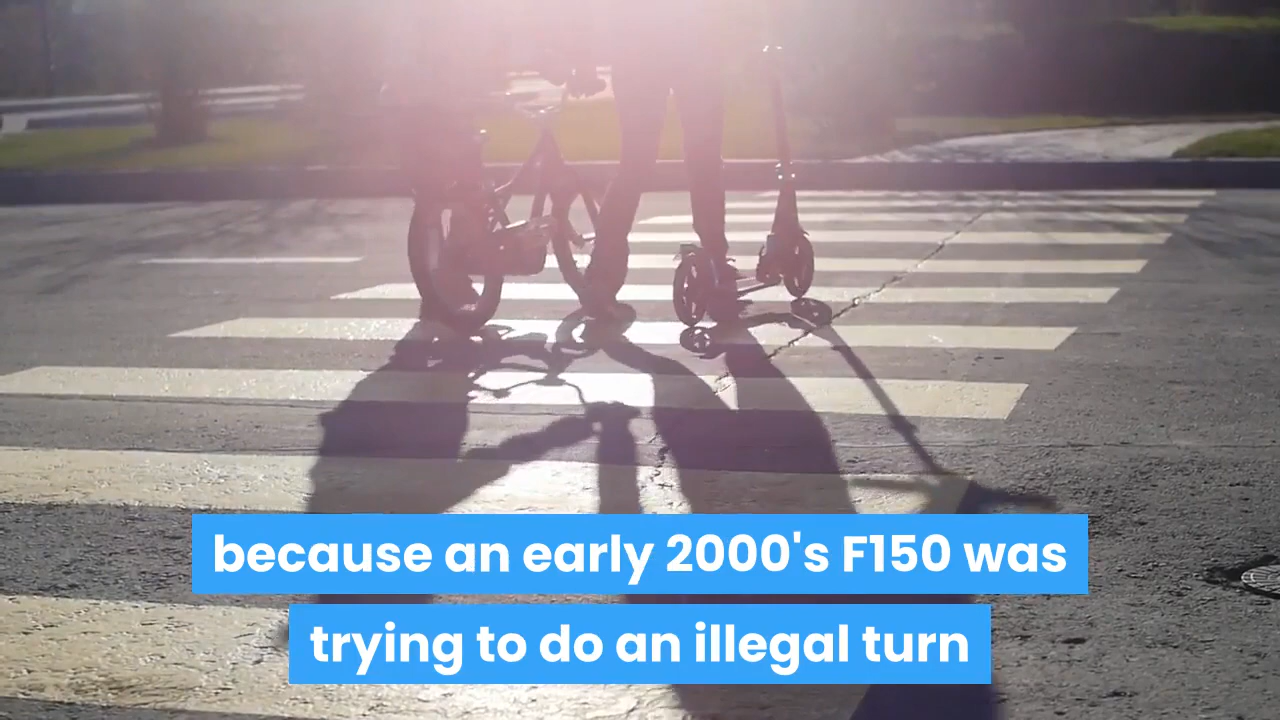 because an early 2000's F150 was
trying to do an illegal turn